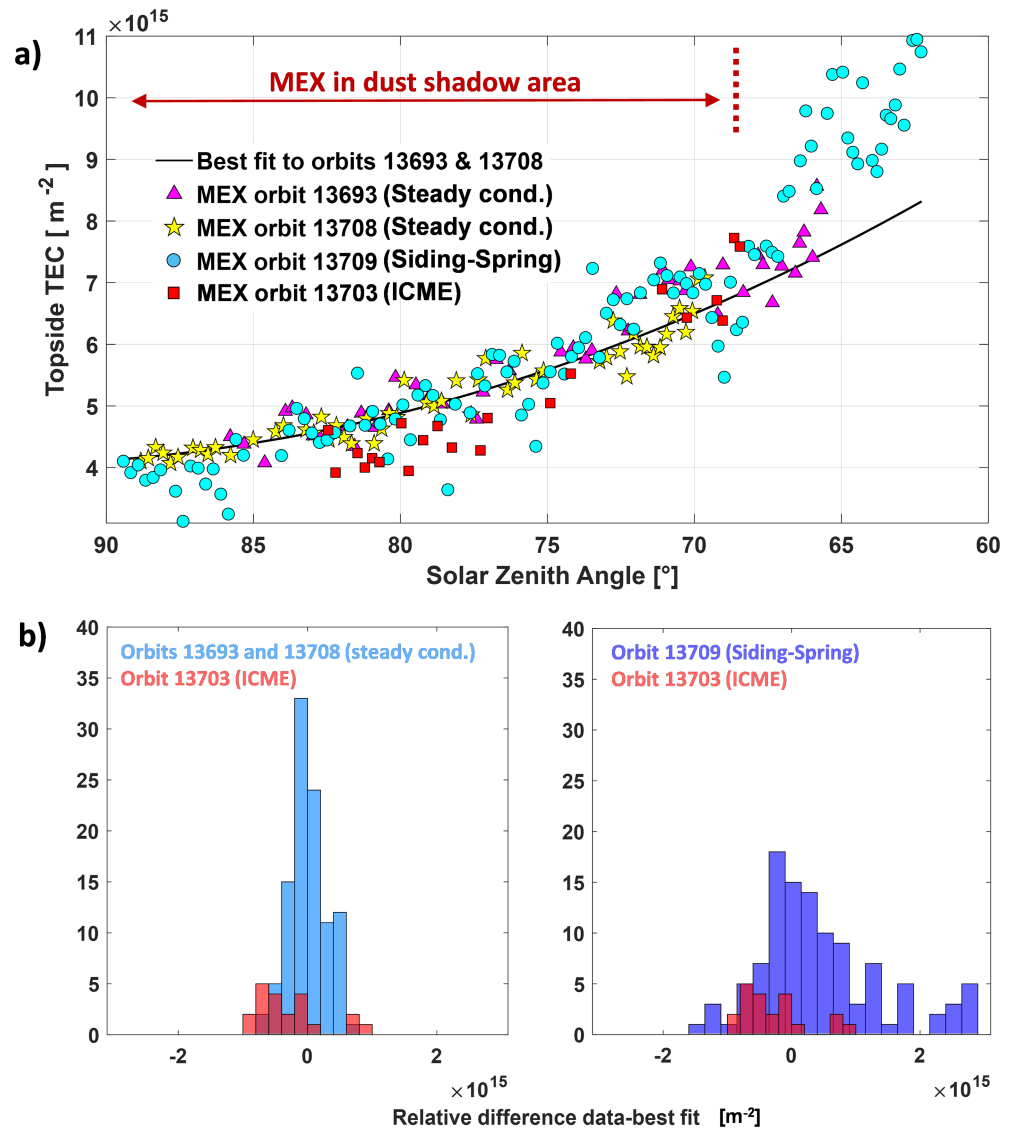 a)
×10^15
11
10
9
8
7
6
5
4
Topside TEC [ m^-2 ]
MEX in dust shadow area
Best fit to orbits 13693 & 13708
MEX orbit 13693 (Steady cond.)
MEX orbit 13708 (Steady cond.)
MEX orbit 13709 (Siding-Spring)
MEX orbit 13703 (ICME)
90 85 80 75 70 65 60
Solar Zenith Angle [°]
b)
40
35
30
25
20
15
10
5
0
Orbits 13693 and 13708 (steady cond.)
Orbit 13703 (ICME)
-2 0 2
×10^15
40
35
30
25
20
15
10
5
0
Orbit 13709 (Siding-Spring)
Orbit 13703 (ICME)
-2 0 2
×10^15
Relative difference data-best fit [m^-2]